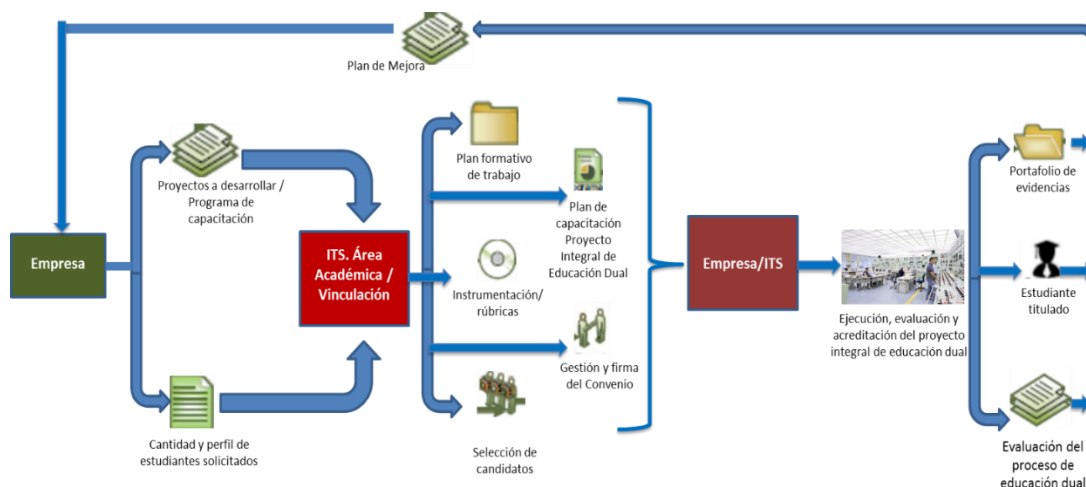 Plan de Mejora
Proyectos a desarrollar /
Programa de
capacitación
Empresa
Cantidad y perfil de
estudiantes solicitados
ITS. Área
Académica /
Vinculación
Plan formativo
de trabajo
Plan de
capacitación
Proyecto
Integral de
Educación Dual
Instrumentación/
rúbricas
Gestión y firma
del Convenio
Selección de
candidatos
Empresa/ITS
Ejecución, evaluación y
acreditación del proyecto
integral de educación dual
Portafolio de
evidencias
Estudiante
titulado
Evaluación del
proceso de
educación dual